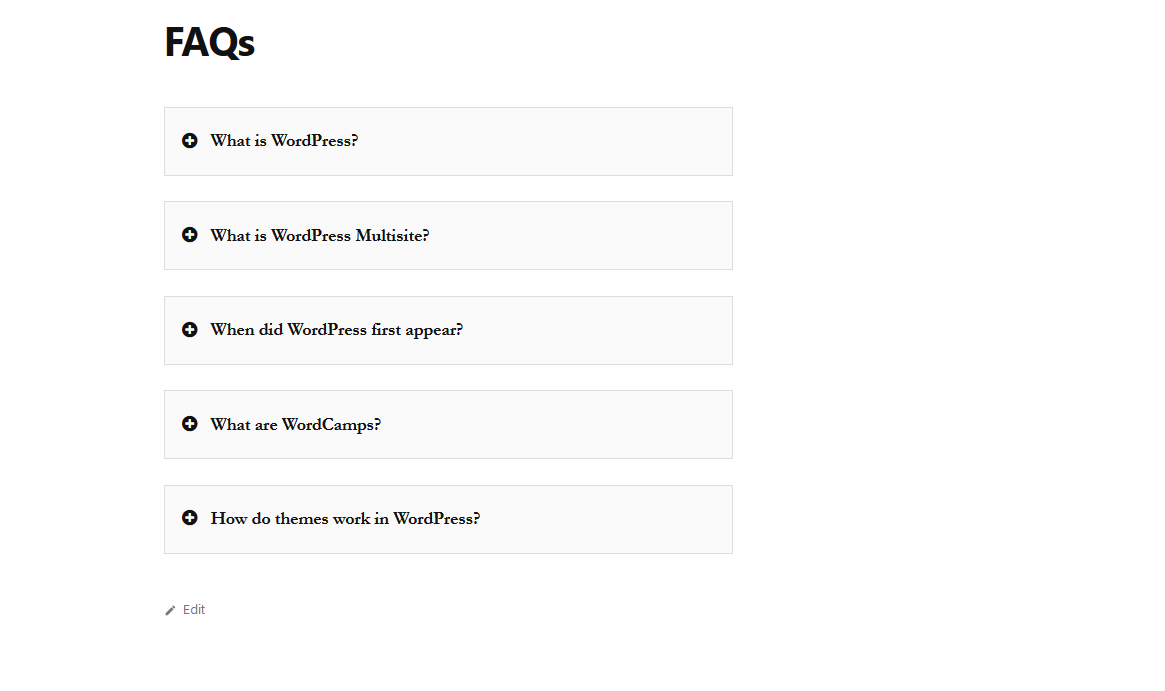 FAQs
What is WordPress?
What is WordPress Multisite?
When did WordPress first appear?
What are WordCamps?
How do themes work in WordPress?
Edit